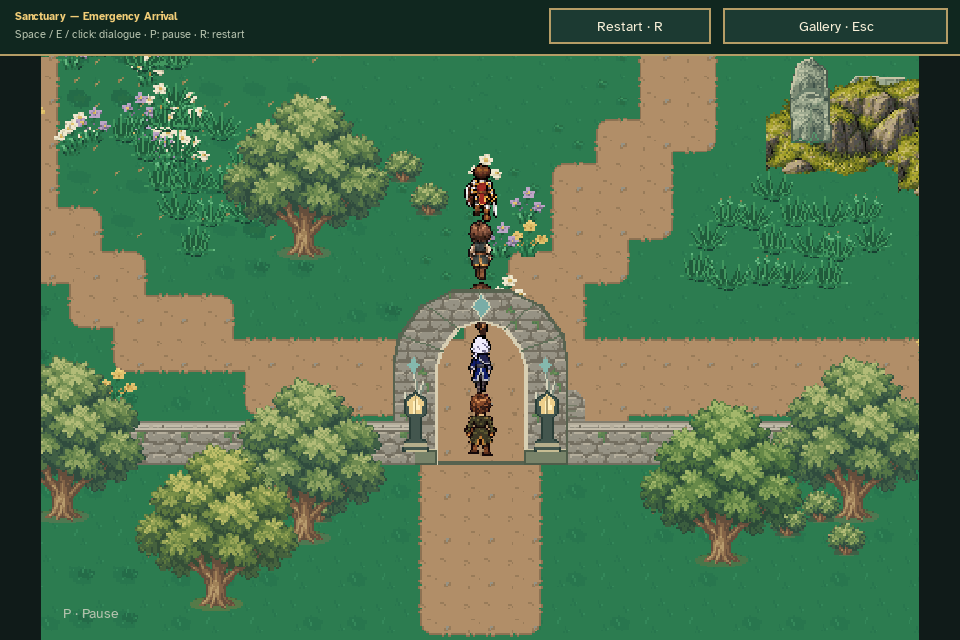 Sanctuary — Emergency Arrival
Space / E / click: dialogue · P: pause · R: restart
Restart · R
Gallery · Esc
P · Pause